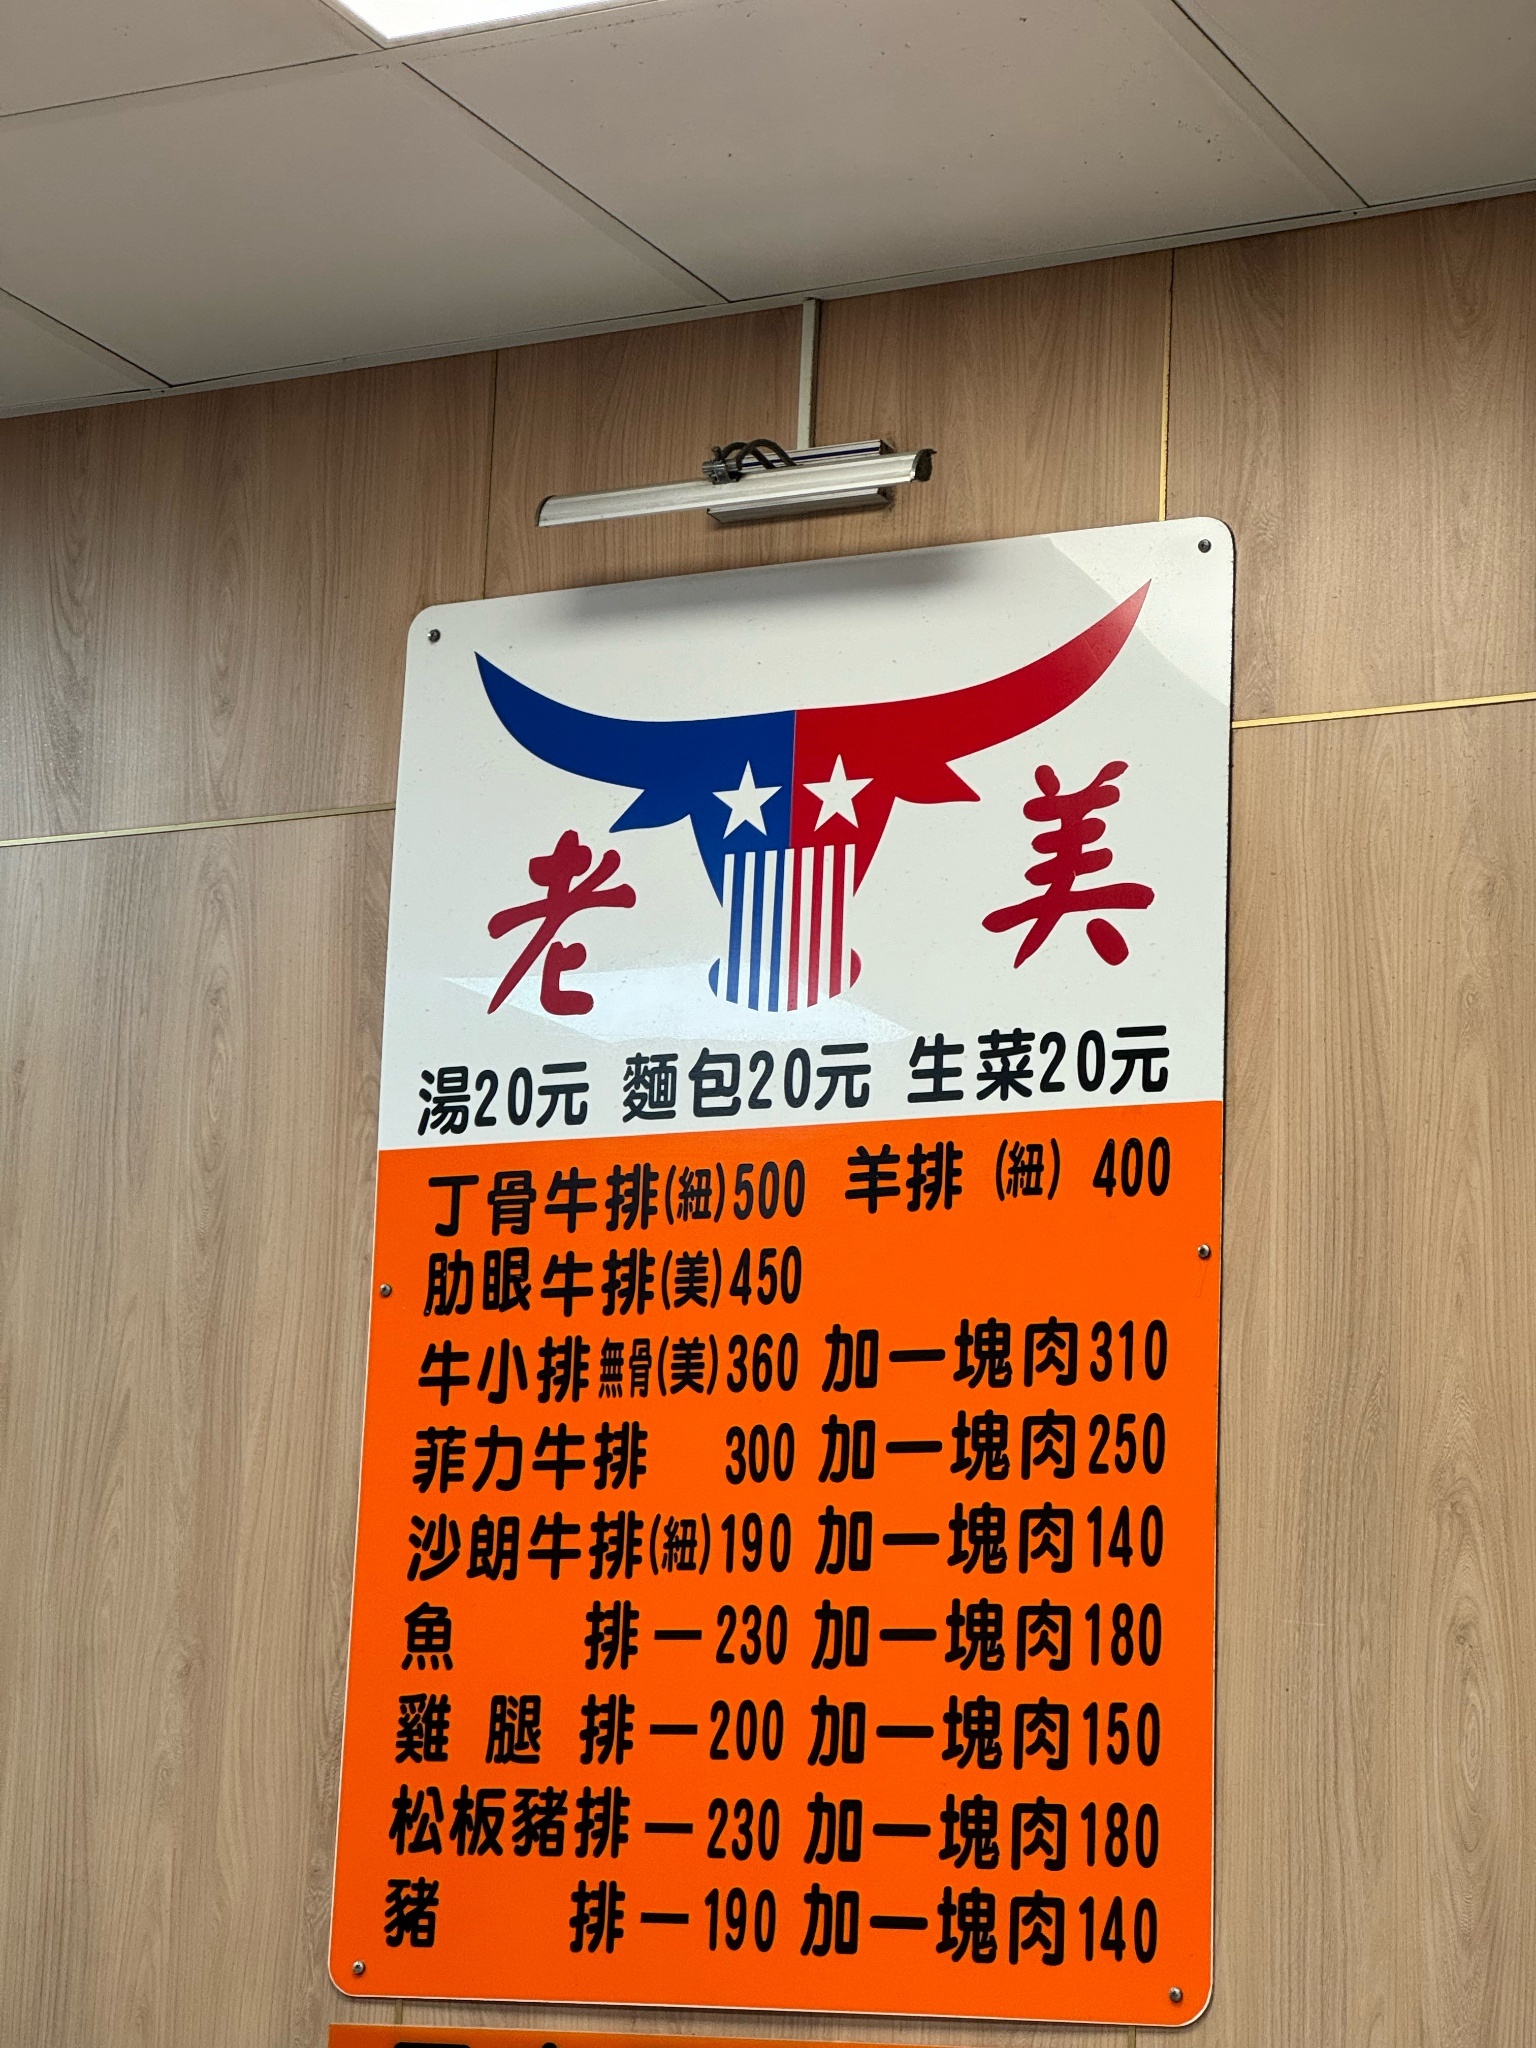 老 美
湯20元 麵包20元 生菜20元
丁骨牛排(紐)500 羊排(紐) 400
肋眼牛排(美)450
牛小排無骨(美)360 加一塊肉310
菲力牛排 300 加一塊肉250
沙朗牛排(紐)190 加一塊肉140
魚 排—230 加一塊肉180
雞腿排—200 加一塊肉150
松板豬排—230 加一塊肉180
豬 排—190 加一塊肉140